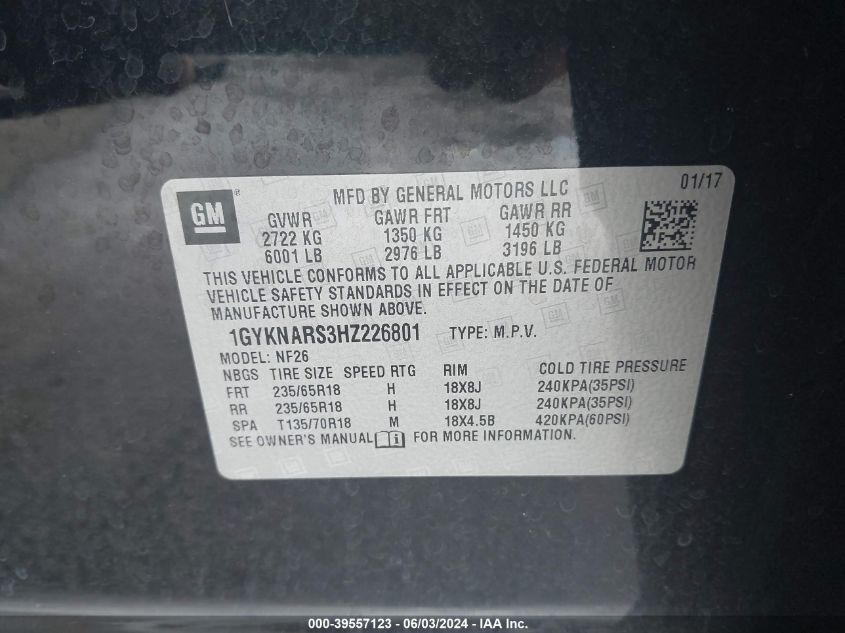 GM ®
MFD BY GENERAL MOTORS LLC
01/17
GVWR GAWR FRT GAWR RR
2722 KG 1350 KG 1450 KG
6001 LB 2976 LB 3196 LB
THIS VEHICLE CONFORMS TO ALL APPLICABLE U.S. FEDERAL MOTOR
VEHICLE SAFETY STANDARDS IN EFFECT ON THE DATE OF
MANUFACTURE SHOWN ABOVE.
1GYKNARS3HZ226801 TYPE: M.P.V.
MODEL: NF26
NBGS TIRE SIZE SPEED RTG RIM COLD TIRE PRESSURE
FRT 235/65R18 H 18X8J 240KPA(35PSI)
RR 235/65R18 H 18X8J 240KPA(35PSI)
SPA T135/70R18 M 18X4.5B 420KPA(60PSI)
SEE OWNER'S MANUAL FOR MORE INFORMATION.
000-39557123 - 06/03/2024 - IAA Inc.